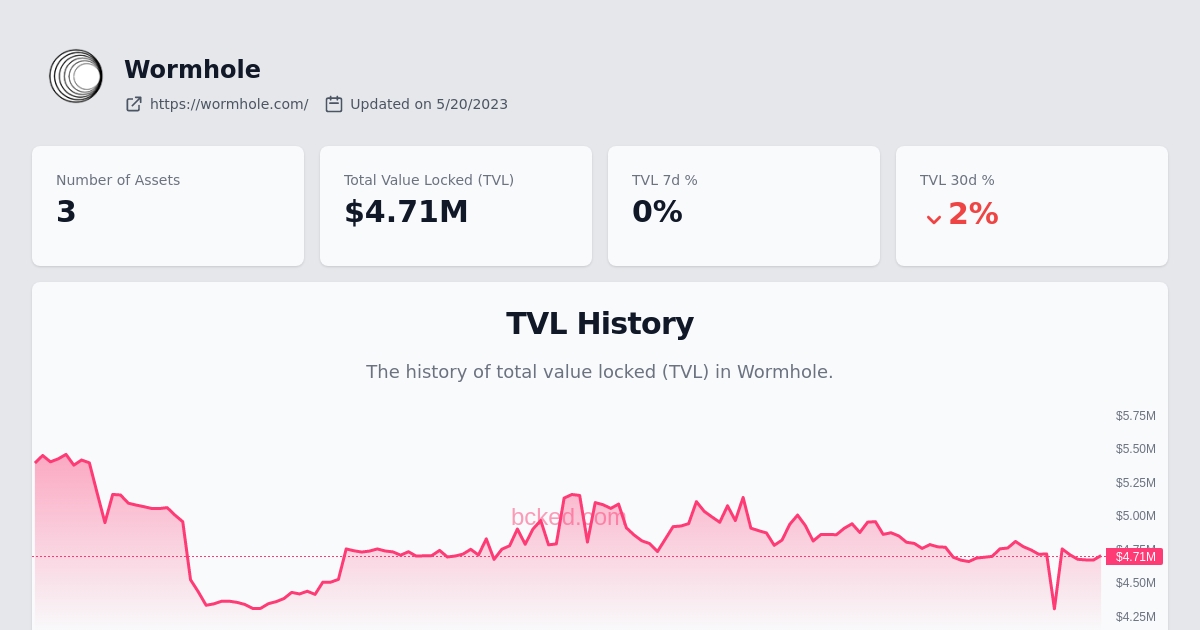 Wormhole
https://wormhole.com/ Updated on 5/20/2023
Number of Assets
3
Total Value Locked (TVL)
$4.71M
TVL 7d %
0%
TVL 30d %
2%
TVL History
The history of total value locked (TVL) in Wormhole.
$5.75M
$5.50M
$5.25M
$5.00M
bcked.com
$4.71M
$4.50M
$4.25M